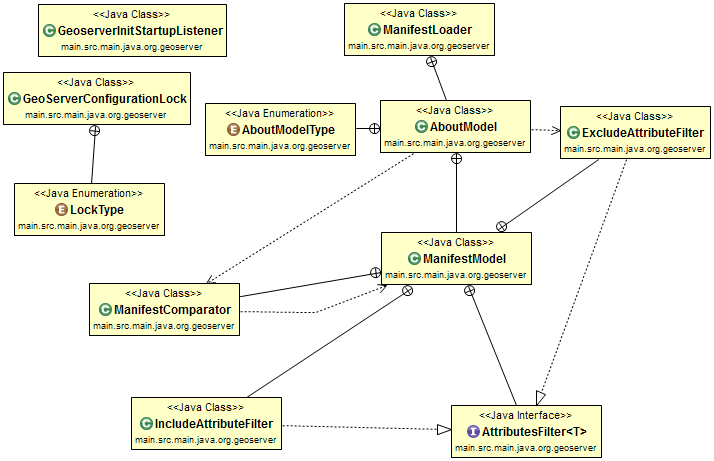 <<Java Class>>
GeoserverInitStartupListener
main.src.main.java.org.geoserver
<<Java Class>>
ManifestLoader
main.src.main.java.org.geoserver
<<Java Class>>
GeoServerConfigurationLock
main.src.main.java.org.geoserver
<<Java Enumeration>>
AboutModelType
main.src.main.java.org.geoserver
<<Java Class>>
AboutModel
main.src.main.java.org.geoserver
<<Java Class>>
ExcludeAttributeFilter
main.src.main.java.org.geoserver
<<Java Enumeration>>
LockType
main.src.main.java.org.geoserver
<<Java Class>>
ManifestModel
main.src.main.java.org.geoserver
<<Java Class>>
ManifestComparator
main.src.main.java.org.geoserver
<<Java Class>>
IncludeAttributeFilter
main.src.main.java.org.geoserver
<<Java Interface>>
AttributesFilter<T>
main.src.main.java.org.geoserver